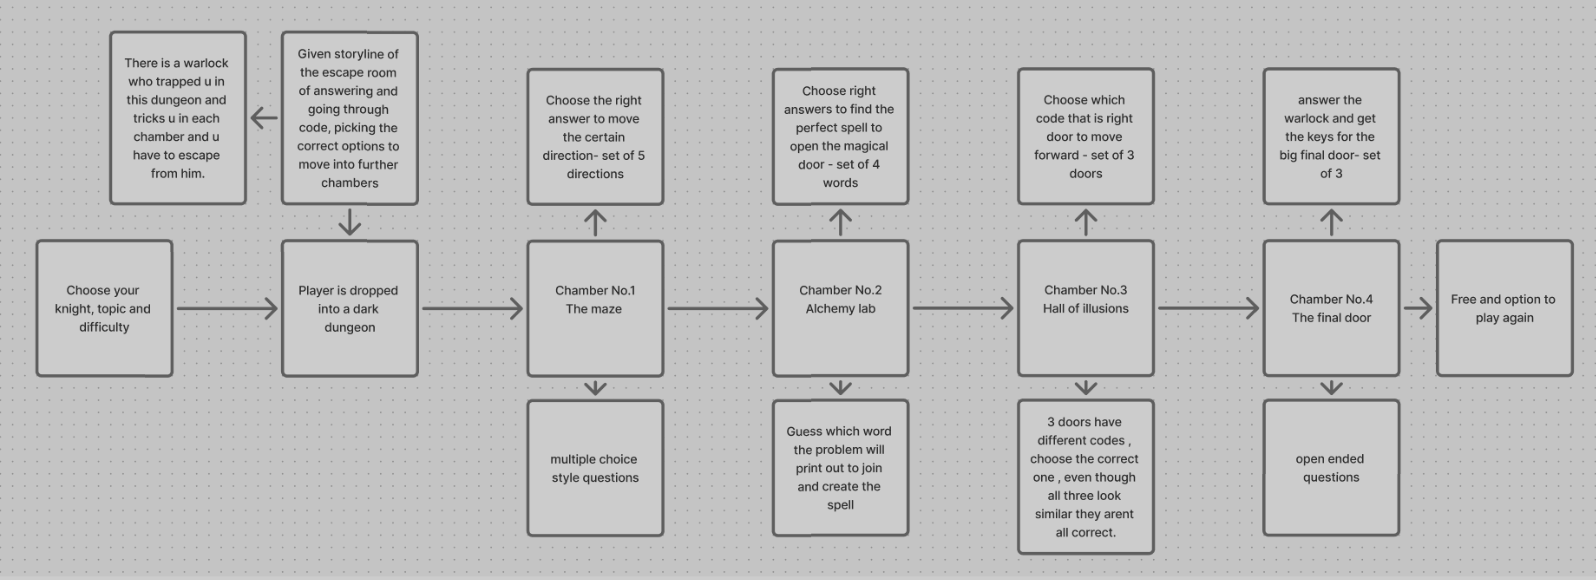 There is a warlock
who trapped u in
this dungeon and
tricks u in each
chamber and u
have to escape
from him.
Given storyline of
the escape room
of answering and
going through
code, picking the
correct options to
move into further
chambers
Choose the right
answer to move
the certain
direction- set of 5
directions
Choose right
answers to find the
perfect spell to
open the magical
door - set of 4
words
Choose which
code that is right
door to move
forward - set of 3
doors
answer the
warlock and get
the keys for the
big final door- set
of 3
Choose your
knight, topic and
difficulty
Player is dropped
into a dark
dungeon
Chamber No.1
The maze
Chamber No.2
Alchemy lab
Chamber No.3
Hall of illusions
Chamber No.4
The final door
Free and option to
play again
multiple choice
style questions
Guess which word
the problem will
print out to join
and create the
spell
3 doors have
different codes ,
choose the correct
one , even though
all three look
similar they arent
all correct.
open ended
questions